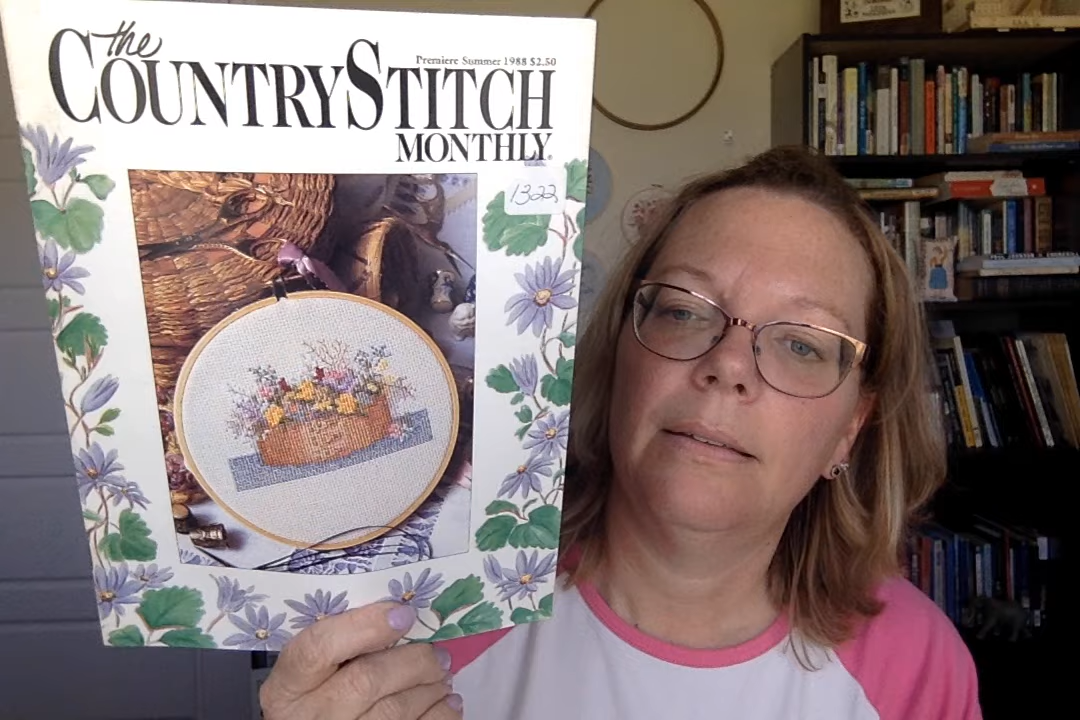 the
Premiere Summer 1988 $2.50
COUNTRYSTITCH
MONTHLY
1322